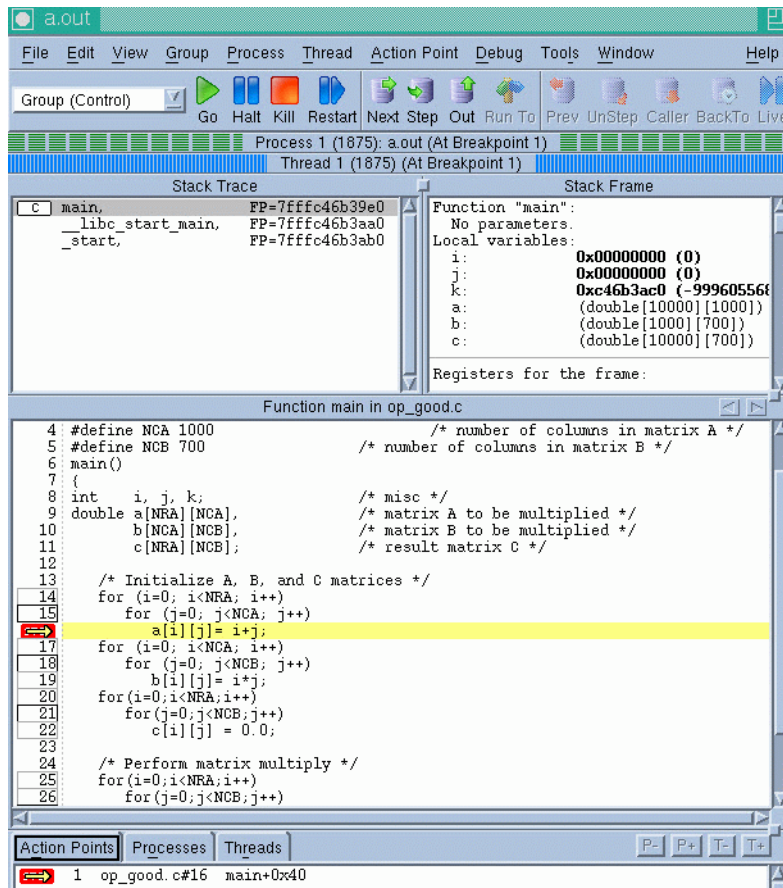 a.out
File Edit View Group Process Thread Action Point Debug Tools Window Help
Group (Control)
Go Halt Kill Restart Next Step Out Run To Prev UnStep Caller BackTo Live
Process 1 (1875): a.out (At Breakpoint 1)
Thread 1 (1875) (At Breakpoint 1)
Stack Trace
C main, FP=7fffc46b39e0
__libc_start_main, FP=7fffc46b3aa0
_start, FP=7fffc46b3ab0
Stack Frame
Function "main":
No parameters.
Local variables:
i: 0x00000000 (0)
j: 0x00000000 (0)
k: 0xc46b3ac0 (-999605568
a: (double[10000][1000])
b: (double[1000][700])
c: (double[10000][700])
Registers for the frame:
Function main in op_good.c
4 #define NCA 1000 /* number of columns in matrix A */
5 #define NCB 700 /* number of columns in matrix B */
6 main()
7 {
8 int i, j, k; /* misc */
9 double a[NRA][NCA], /* matrix A to be multiplied */
10 b[NCA][NCB], /* matrix B to be multiplied */
11 c[NRA][NCB]; /* result matrix C */
12
13 /* Initialize A, B, and C matrices */
14 for (i=0; i<NRA; i++)
15 for (j=0; j<NCA; j++)
a[i][j]= i+j;
17 for (i=0; i<NCA; i++)
18 for (j=0; j<NCB; j++)
19 b[i][j]= i*j;
20 for(i=0;i<NRA;i++)
21 for(j=0;j<NCB;j++)
22 c[i][j] = 0.0;
23
24 /* Perform matrix multiply */
25 for(i=0;i<NRA;i++)
26 for(j=0;j<NCB;j++)
Action Points Processes Threads P- P+ T- T+
1 op_good.c#16 main+0x40